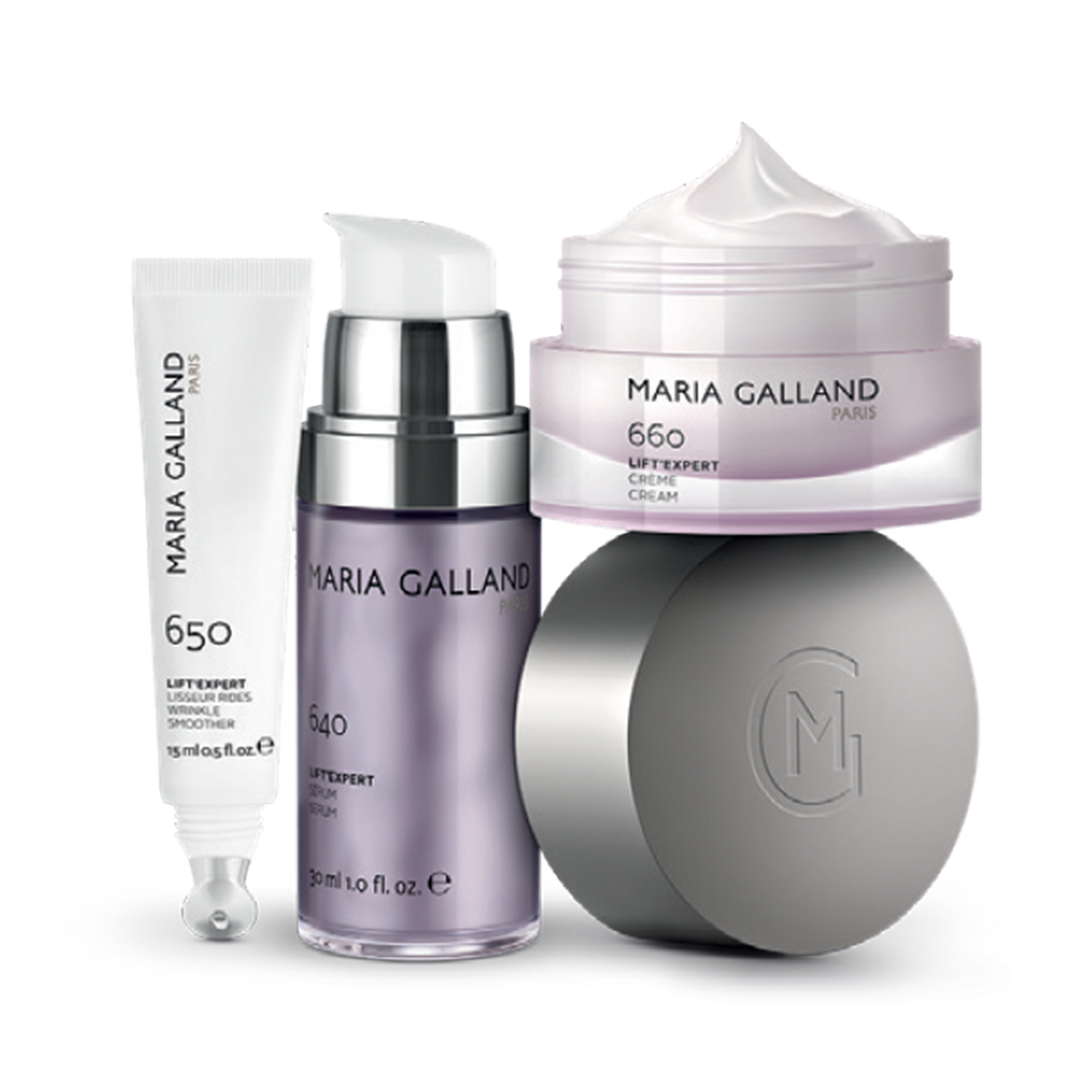 MARIA GALLAND
PARIS
650
LIFT'EXPERT
LISSEUR RIDES
WRINKLE
SMOOTHER
15 ml 0.5 fl.oz. ℮
MARIA GALLAND
PARIS
640
LIFT'EXPERT
SÉRUM
SERUM
30 ml 1.0 fl. oz. ℮
MARIA GALLAND
PARIS
660
LIFT'EXPERT
CRÈME
CREAM
MG